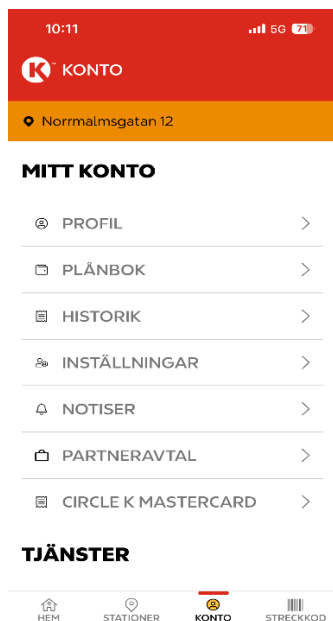 10:11
5G 71
K KONTO
Norrmalmsgatan 12
MITT KONTO
PROFIL
PLÅNBOK
HISTORIK
INSTÄLLNINGAR
NOTISER
PARTNERAVTAL
CIRCLE K MASTERCARD
TJÄNSTER
HEM
STATIONER
KONTO
STRECKKOD